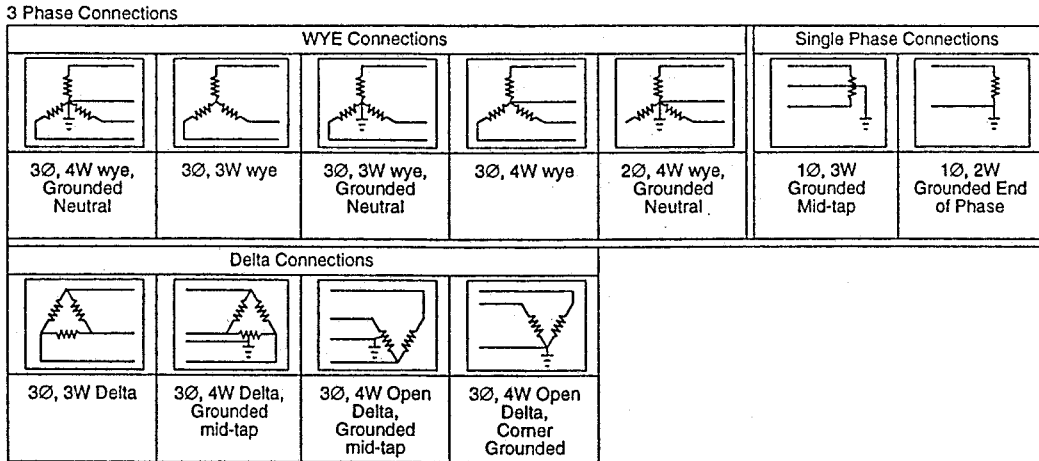 3 Phase Connections
WYE Connections
Single Phase Connections
3Ø, 4W wye,
Grounded
Neutral
3Ø, 3W wye
3Ø, 3W wye,
Grounded
Neutral
3Ø, 4W wye
2Ø, 4W wye,
Grounded
Neutral
1Ø, 3W
Grounded
Mid-tap
1Ø, 2W
Grounded End
of Phase
Delta Connections
3Ø, 3W Delta
3Ø, 4W Delta,
Grounded
mid-tap
3Ø, 4W Open
Delta,
Grounded
mid-tap
3Ø, 4W Open
Delta,
Corner
Grounded